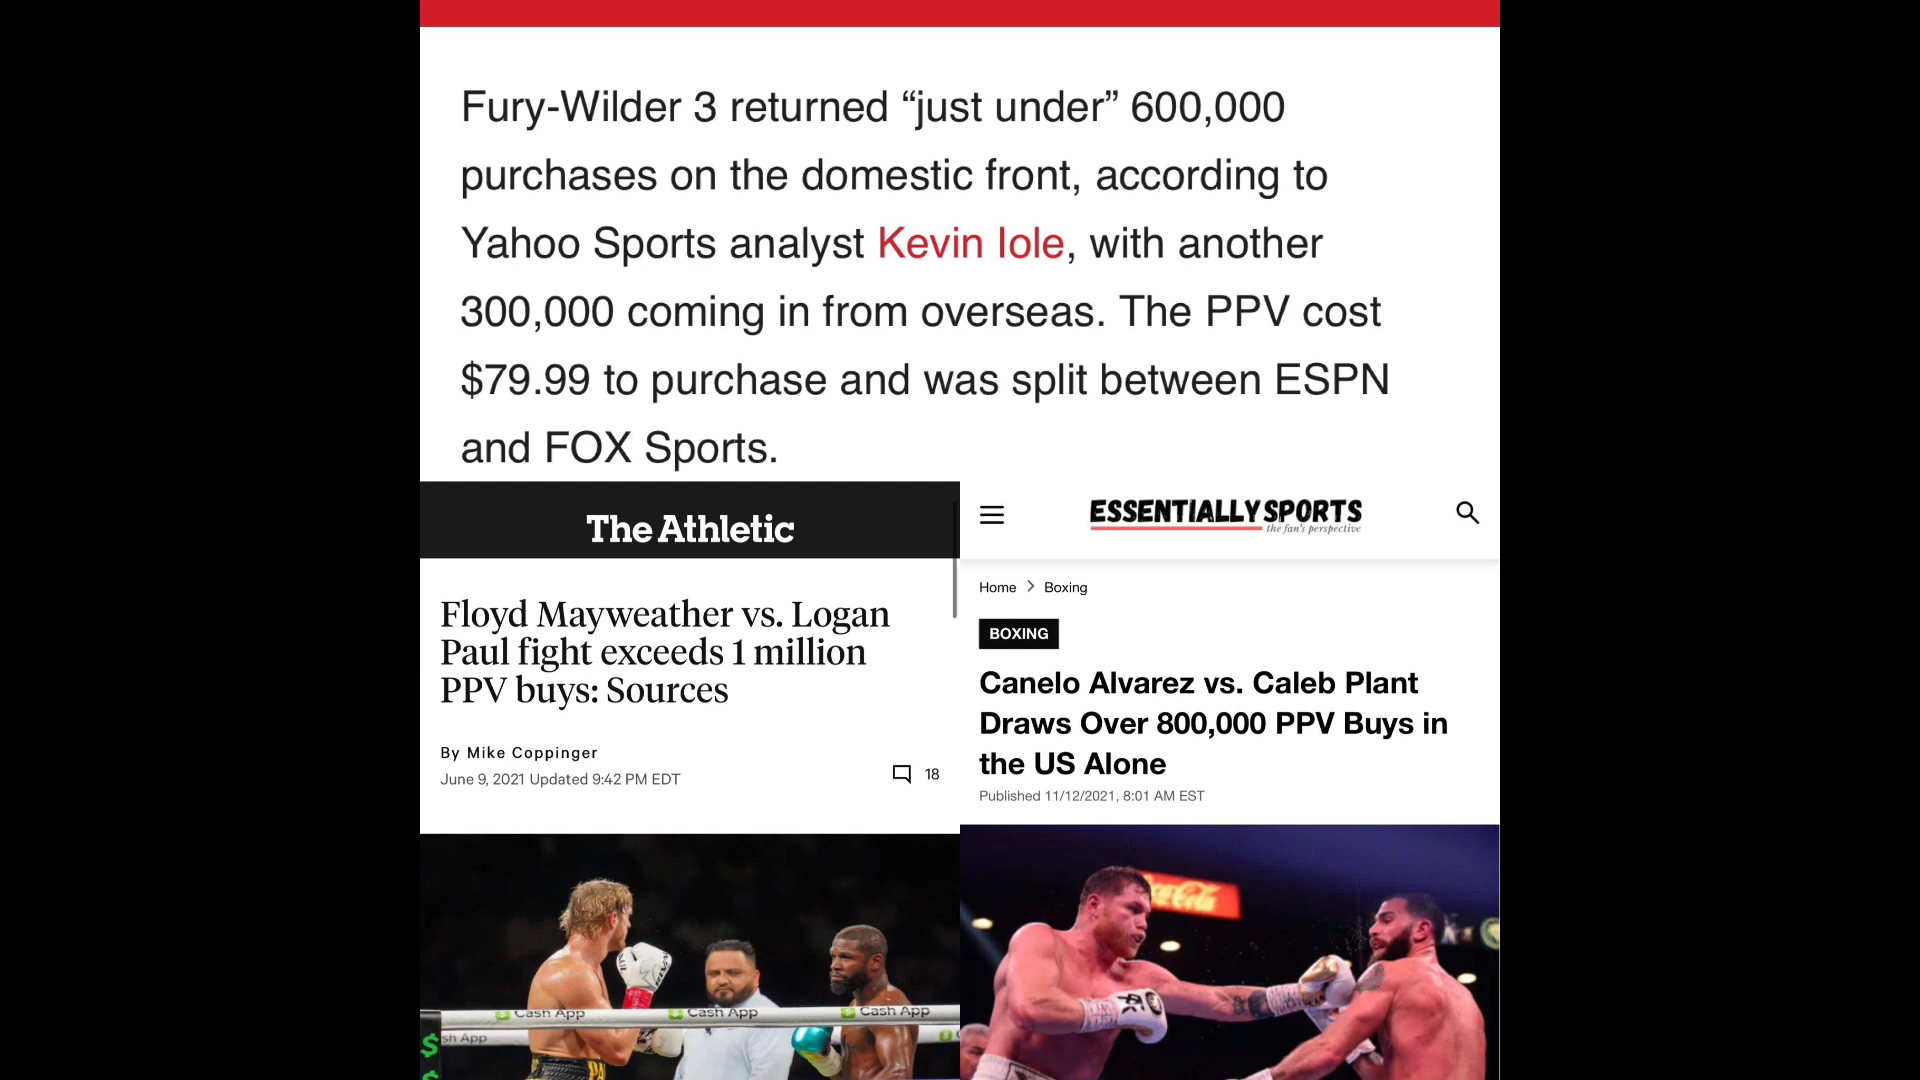 Fury-Wilder 3 returned “just under” 600,000
purchases on the domestic front, according to
Yahoo Sports analyst Kevin Iole, with another
300,000 coming in from overseas. The PPV cost
$79.99 to purchase and was split between ESPN
and FOX Sports.
The Athletic
Floyd Mayweather vs. Logan
Paul fight exceeds 1 million
PPV buys: Sources
By Mike Coppinger
June 9, 2021 Updated 9:42 PM EDT
18
Cash App
Cash App
Cash App
sh App
ESSENTIALLYSPORTS
the fan's perspective
Home > Boxing
BOXING
Canelo Alvarez vs. Caleb Plant
Draws Over 800,000 PPV Buys in
the US Alone
Published 11/12/2021, 8:01 AM EST